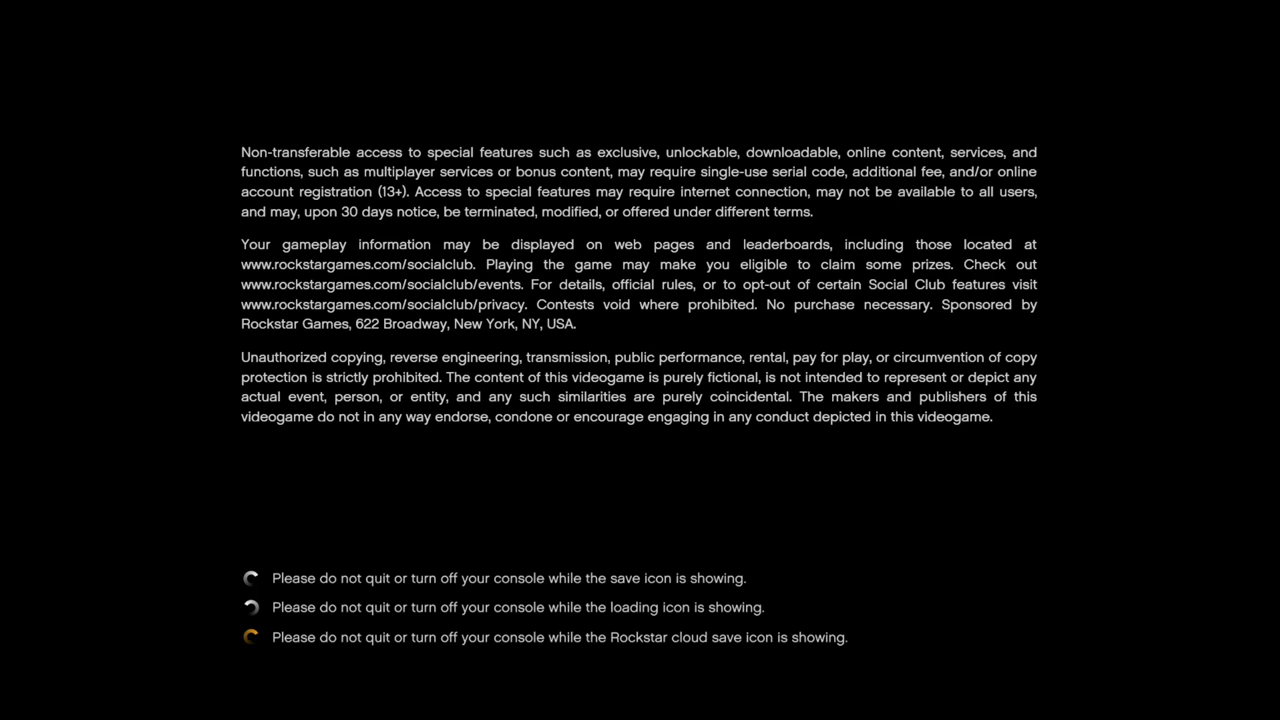 Non-transferable access to special features such as exclusive, unlockable, downloadable, online content, services, and
functions, such as multiplayer services or bonus content, may require single-use serial code, additional fee, and/or online
account registration (13+). Access to special features may require internet connection, may not be available to all users,
and may, upon 30 days notice, be terminated, modified, or offered under different terms.
Your gameplay information may be displayed on web pages and leaderboards, including those located at
www.rockstargames.com/socialclub. Playing the game may make you eligible to claim some prizes. Check out
www.rockstargames.com/socialclub/events. For details, official rules, or to opt-out of certain Social Club features visit
www.rockstargames.com/socialclub/privacy. Contests void where prohibited. No purchase necessary. Sponsored by
Rockstar Games, 622 Broadway, New York, NY, USA.
Unauthorized copying, reverse engineering, transmission, public performance, rental, pay for play, or circumvention of copy
protection is strictly prohibited. The content of this videogame is purely fictional, is not intended to represent or depict any
actual event, person, or entity, and any such similarities are purely coincidental. The makers and publishers of this
videogame do not in any way endorse, condone or encourage engaging in any conduct depicted in this videogame.
Please do not quit or turn off your console while the save icon is showing.
Please do not quit or turn off your console while the loading icon is showing.
Please do not quit or turn off your console while the Rockstar cloud save icon is showing.